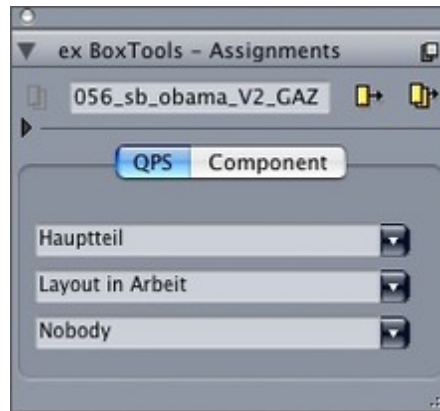 ex BoxTools - Assignments
056_sb_obama_V2_GAZ
QPS Component
Hauptteil
Layout in Arbeit
Nobody